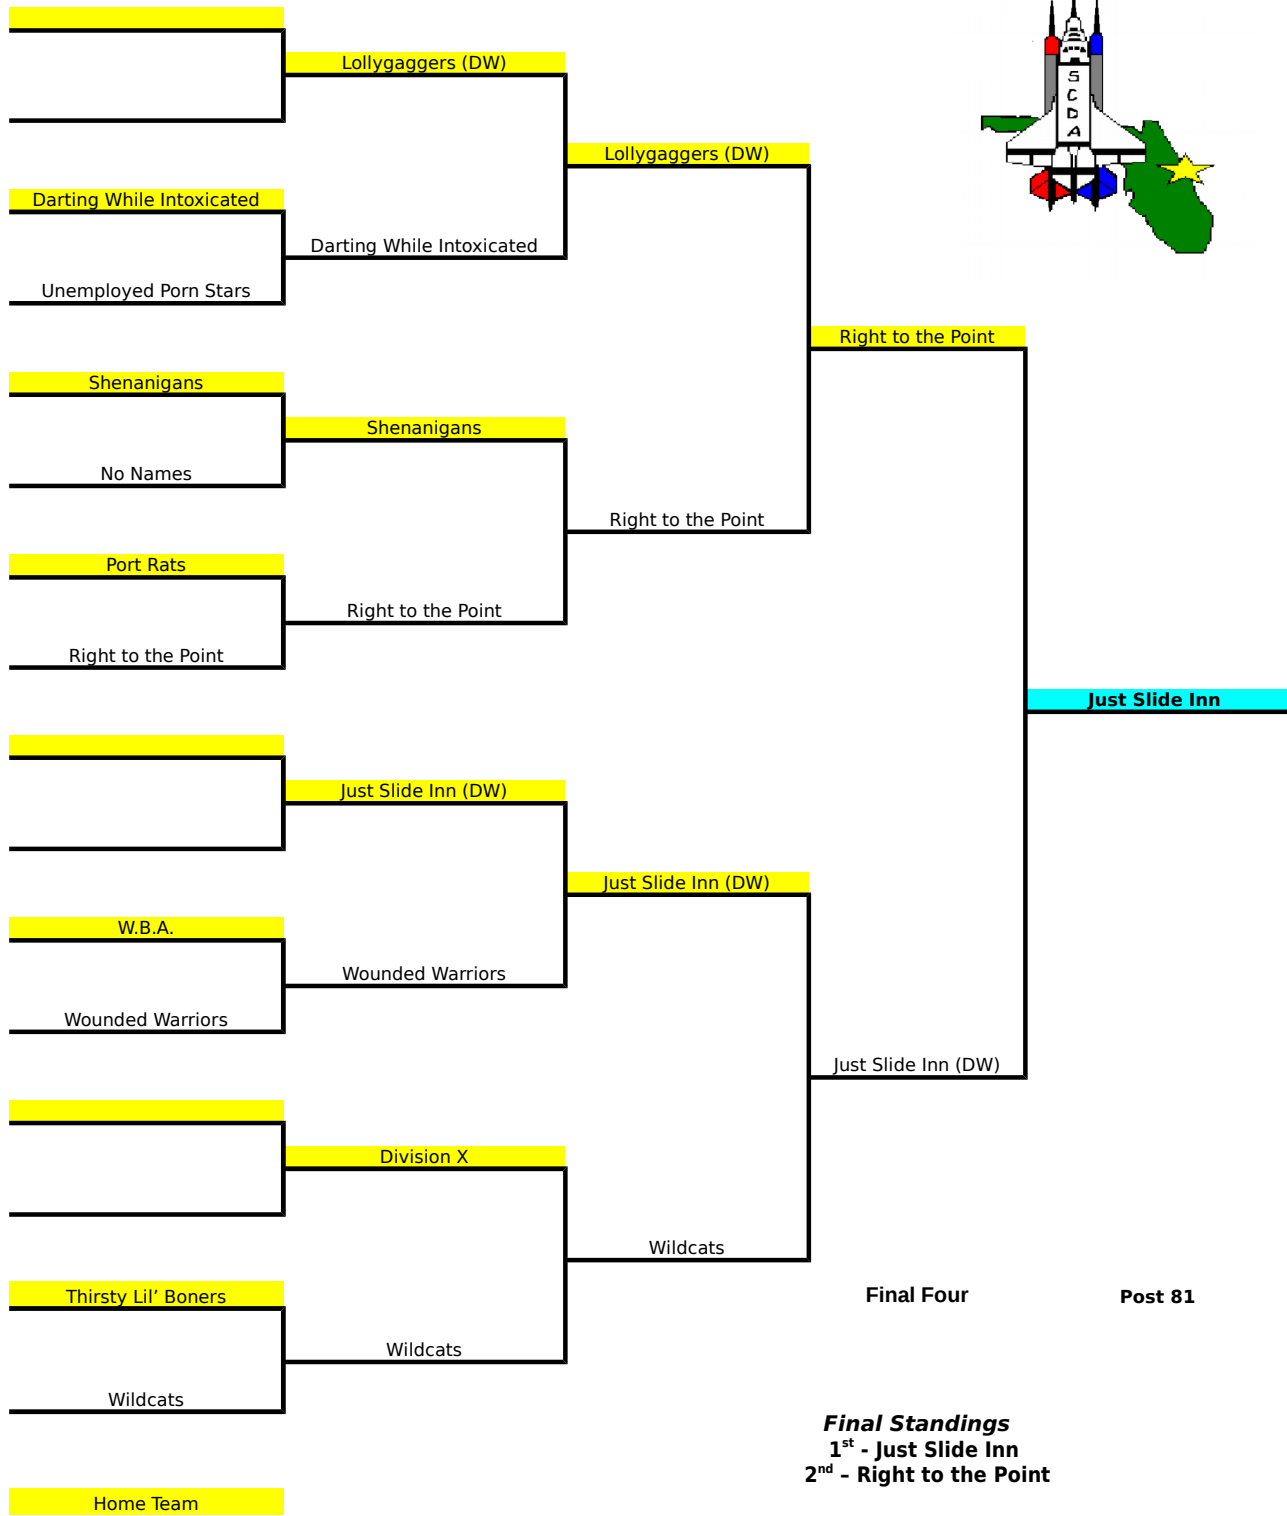 Lollygaggers (DW)
Lollygaggers (DW)
Darting While Intoxicated
Darting While Intoxicated
Unemployed Porn Stars
Right to the Point
Shenanigans
Shenanigans
No Names
Right to the Point
Port Rats
Right to the Point
Right to the Point
Just Slide Inn
Just Slide Inn (DW)
Just Slide Inn (DW)
W.B.A.
Wounded Warriors
Wounded Warriors
Just Slide Inn (DW)
Division X
Wildcats
Thirsty Lil’ Boners
Wildcats
Wildcats
Final Four
Post 81
Final Standings
1st - Just Slide Inn
2nd – Right to the Point
Home Team
S
C
D
A